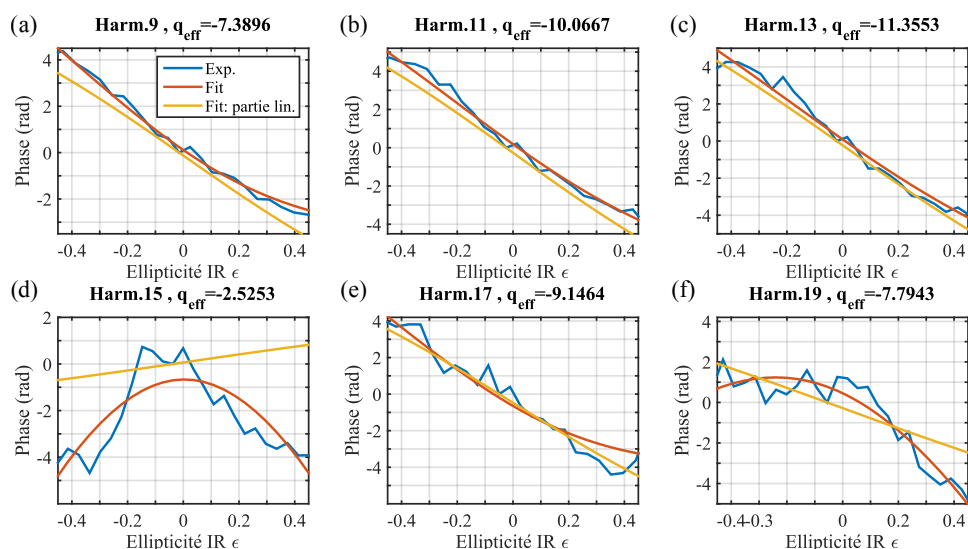 (a) Harm.9 , q_eff=-7.3896
Phase (rad)
4
2
0
-2
-0.4 -0.2 0 0.2 0.4
Ellipticité IR ϵ
Exp.
Fit
Fit: partie lin.
(b) Harm.11 , q_eff=-10.0667
Phase (rad)
4
2
0
-2
-4
-0.4 -0.2 0 0.2 0.4
Ellipticité IR ϵ
(c) Harm.13 , q_eff=-11.3553
Phase (rad)
4
2
0
-2
-4
-0.4 -0.2 0 0.2 0.4
Ellipticité IR ϵ
(d) Harm.15 , q_eff=-2.5253
Phase (rad)
2
0
-2
-4
-0.4 -0.2 0 0.2 0.4
Ellipticité IR ϵ
(e) Harm.17 , q_eff=-9.1464
Phase (rad)
4
2
0
-2
-4
-0.4 -0.2 0 0.2 0.4
Ellipticité IR ϵ
(f) Harm.19 , q_eff=-7.7943
Phase (rad)
4
2
0
-2
-4
-0.4-0.3 0 0.2 0.4
Ellipticité IR ϵ